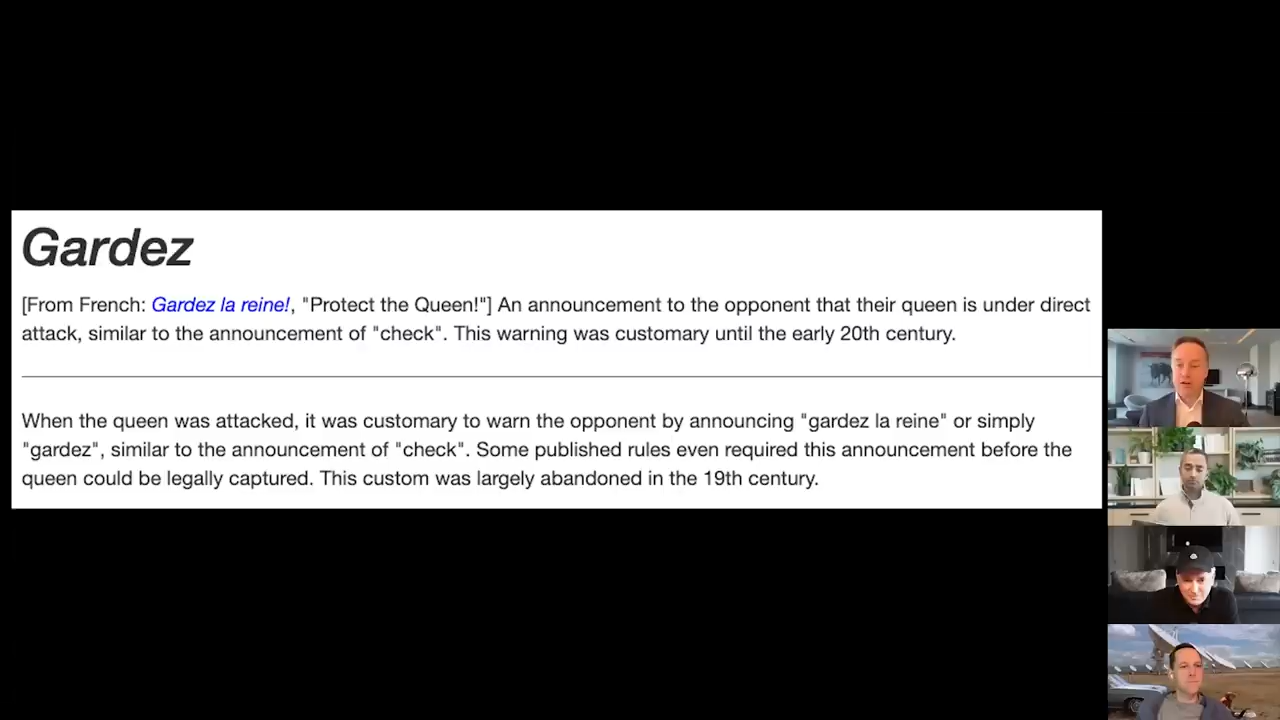 Gardez
[From French: Gardez la reine!, "Protect the Queen!"] An announcement to the opponent that their queen is under direct
attack, similar to the announcement of "check". This warning was customary until the early 20th century.
When the queen was attacked, it was customary to warn the opponent by announcing "gardez la reine" or simply
"gardez", similar to the announcement of "check". Some published rules even required this announcement before the
queen could be legally captured. This custom was largely abandoned in the 19th century.